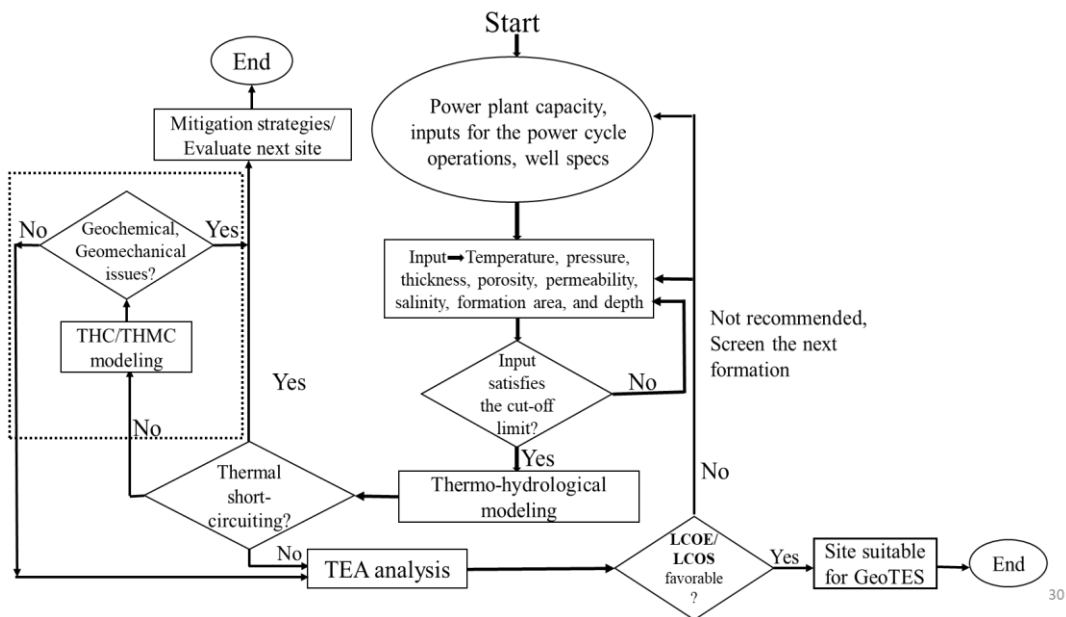 Start
Power plant capacity,
inputs for the power cycle
operations, well specs
Input➡Temperature, pressure,
thickness, porosity, permeability,
salinity, formation area, and depth
Input
satisfies
the cut-off
limit?
No
Not recommended,
Screen the next
formation
Yes
Thermo-hydrological
modeling
Thermal
short-
circuiting?
Yes
No
No
THC/THMC
modeling
Geochemical,
Geomechanical
issues?
No
Yes
Mitigation strategies/
Evaluate next site
End
TEA analysis
LCOE/
LCOS
favorable
?
No
Yes
Site suitable
for GeoTES
End
30